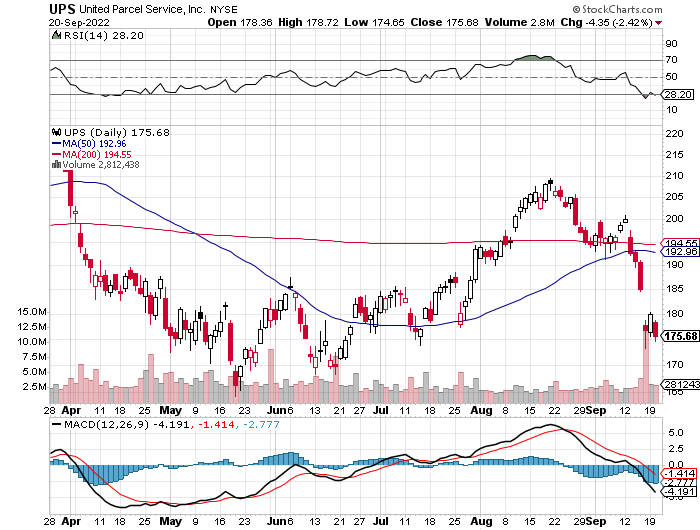 UPS United Parcel Service, Inc. NYSE © StockCharts.com
20-Sep-2022 Open 178.36 High 178.72 Low 174.65 Close 175.68 Volume 2.8M Chg -4.35 (-2.42%)
RSI(14) 28.20
90
70
50
28.20
10
UPS (Daily) 175.68
MA(50) 192.96
MA(200) 194.55
Volume 2,812,438
220
215
210
205
200
194.55
192.96
190
185
180
175.68
170
165
2812438
15.0M
12.5M
10.0M
7.5M
5.0M
2.5M
28 Apr 11 18 25 May 9 16 23 Jun 6 13 21 27 Jul 11 18 25 Aug 8 15 22 29 Sep 12 19
MACD(12,26,9) -4.191, -1.414, -2.777
5.0
2.5
0.0
-1.414
-2.777
-4.191
28 Apr 11 18 25 May 9 16 23 Jun 6 13 21 27 Jul 11 18 25 Aug 8 15 22 29 Sep 12 19